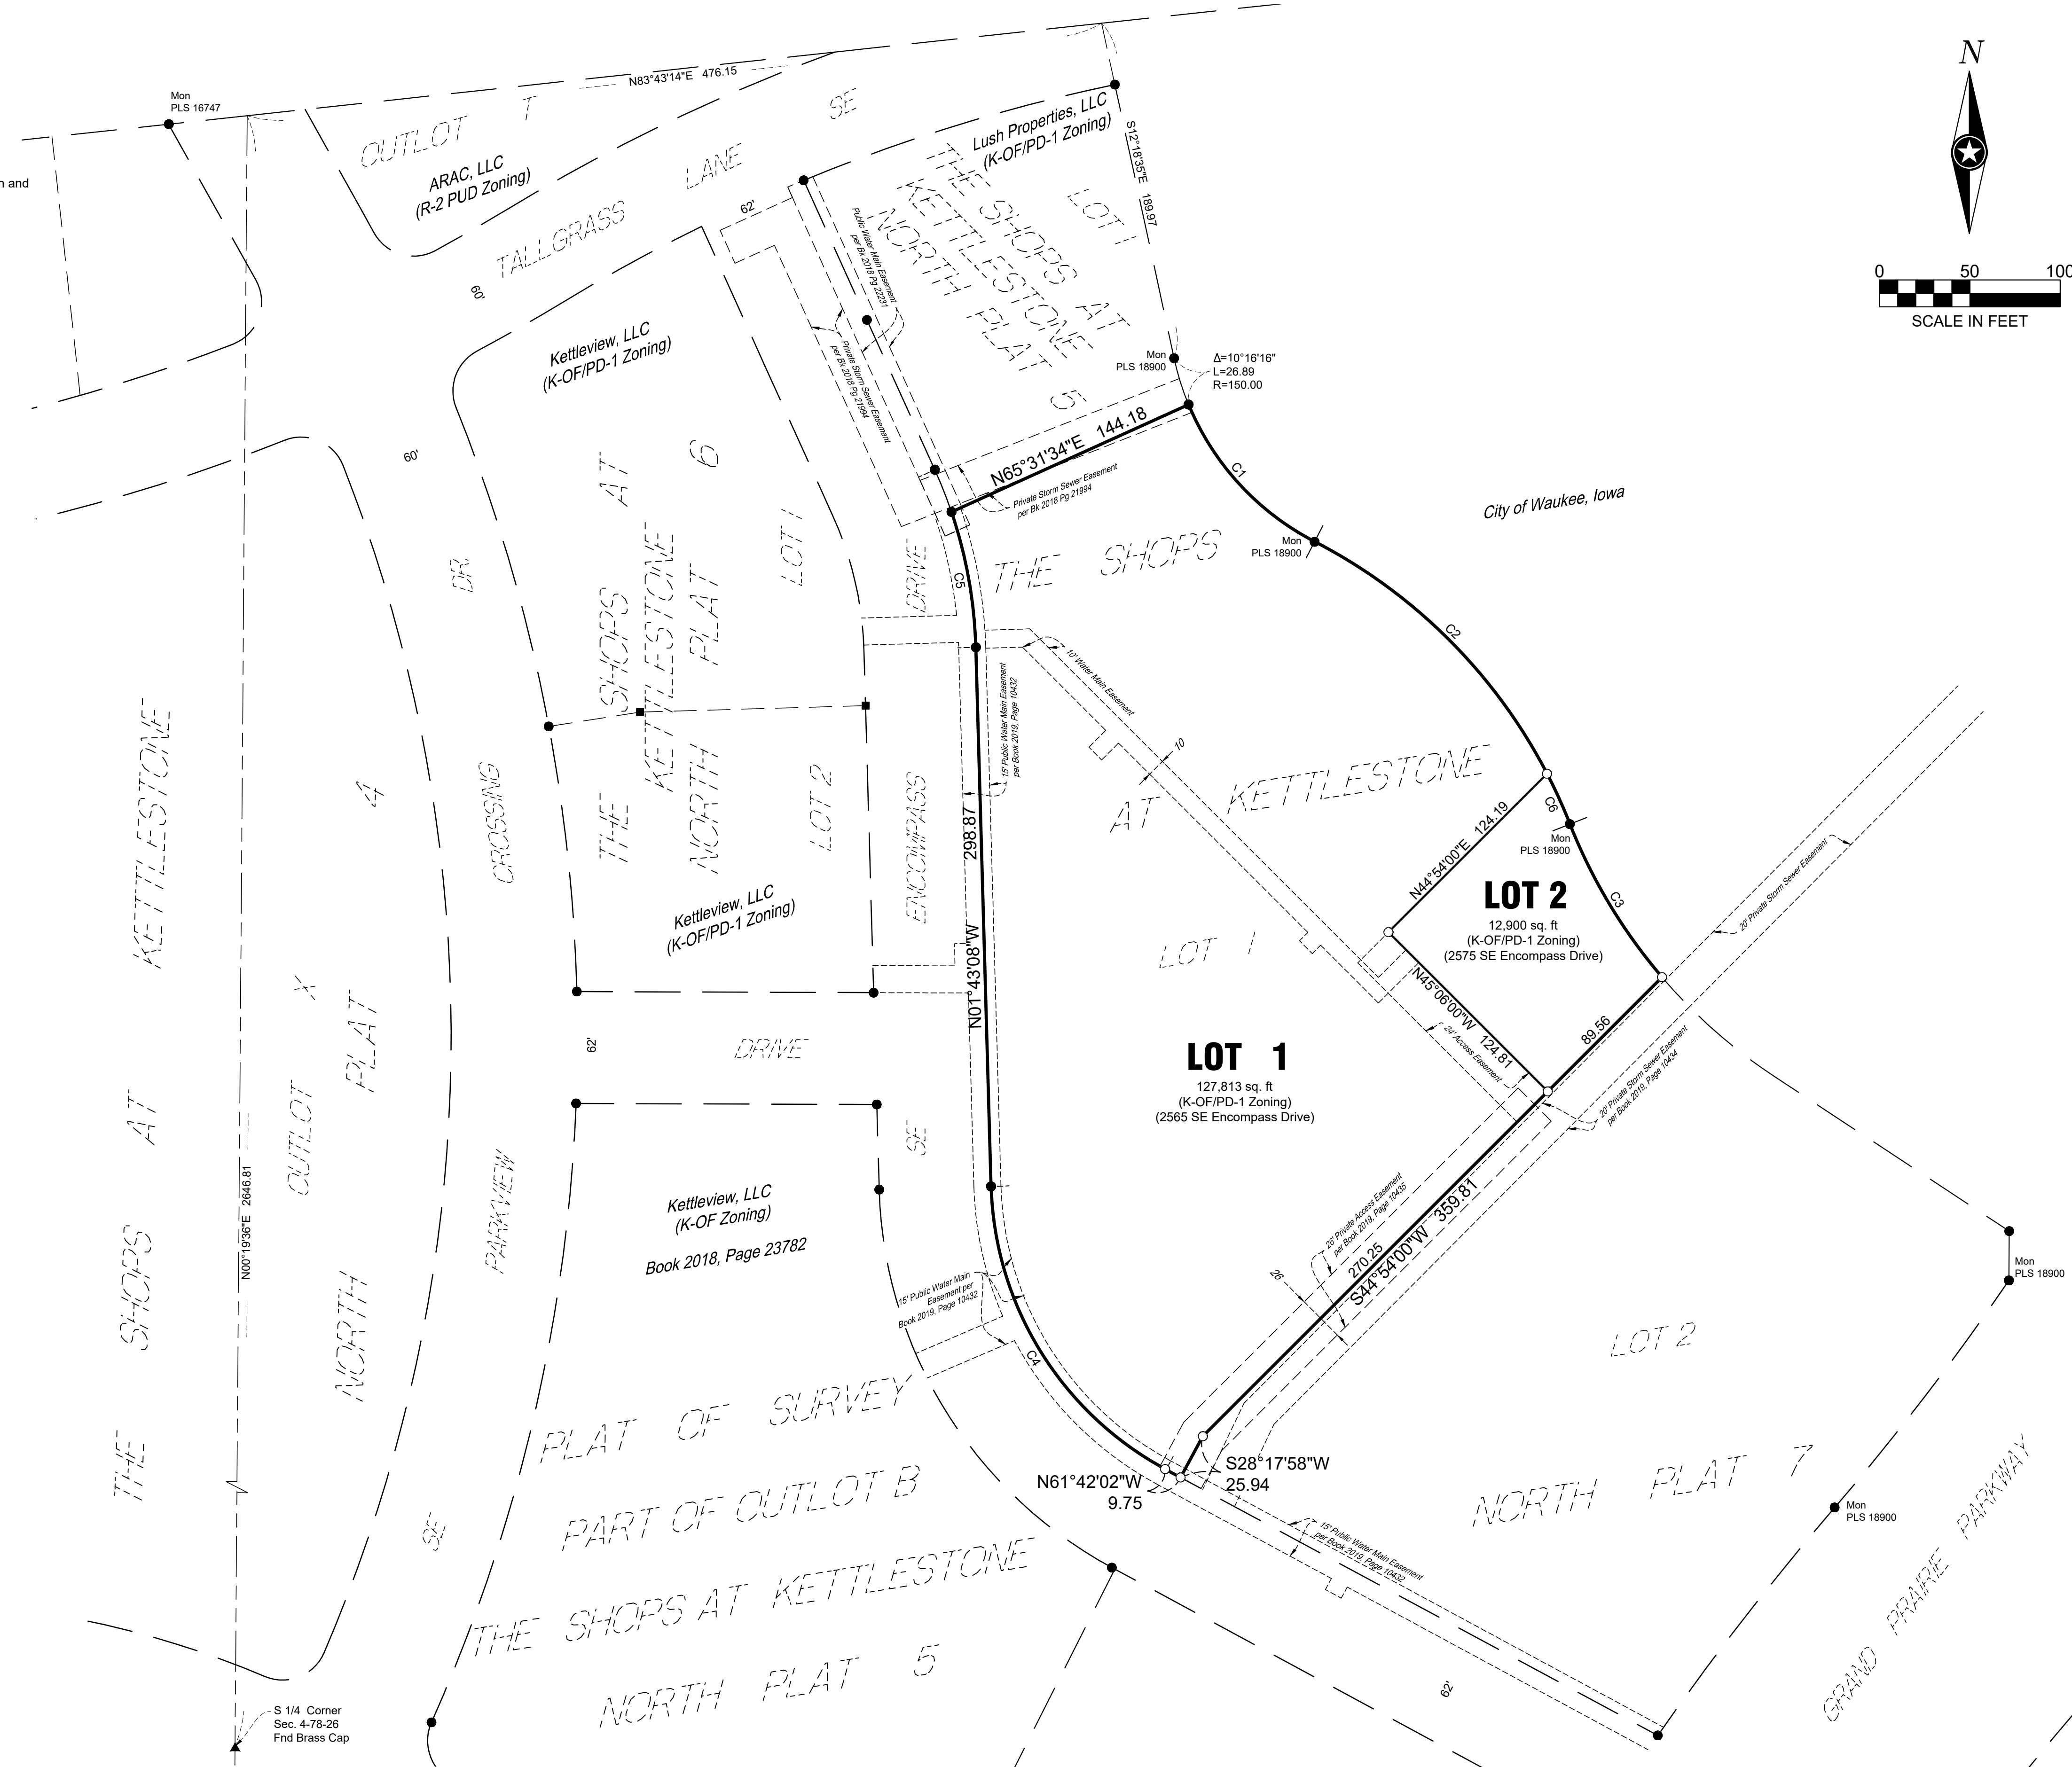 N
0 50 100
SCALE IN FEET
Mon
PLS 16747
N83°43'14"E 476.15
n and
OUTLOT T
ARAC, LLC
(R-2 PUD Zoning)
TALLGRASS LANE SE
62'
60'
60'
Lush Properties, LLC
(K-OF/PD-1 Zoning)
S12°18'35"E 189.97
THE SHOPS AT
KETTLESTONE
NORTH PLAT 5
LOT 1
Public Water Main Easement
per Bk 2018 Pg 22231
Private Storm Sewer Easement
per Bk 2018 Pg 21994
Kettleview, LLC
(K-OF/PD-1 Zoning)
Mon
PLS 18900
Δ=10°16'16"
L=26.89
R=150.00
N65°31'34"E 144.18
Private Storm Sewer Easement
per Bk 2018 Pg 21994
C1
City of Waukee, Iowa
Mon
PLS 18900
C2
C5
THE SHOPS
AT KETTLESTONE
LOT 1
THE SHOPS AT
KETTLESTONE
NORTH PLAT 6
LOT 1
LOT 2
SE ENCOMPASS DRIVE
10' Water Main Easement
10
15' Public Water Main Easement
per Book 2019, Page 10432
298.87
N01°43'08"W
SE PARKVIEW CROSSING DR.
Kettleview, LLC
(K-OF/PD-1 Zoning)
N44°54'00"E 124.19
C6
Mon
PLS 18900
LOT 2
12,900 sq. ft
(K-OF/PD-1 Zoning)
(2575 SE Encompass Drive)
C3
20' Private Storm Sewer Easement
N45°06'00"W 124.81
24' Access Easement
89.56
20' Private Storm Sewer Easement
per Book 2019, Page 10434
LOT 1
127,813 sq. ft
(K-OF/PD-1 Zoning)
(2565 SE Encompass Drive)
62'
DRIVE
THE SHOPS AT KETTLESTONE
NORTH PLAT 4
OUTLOT X
N00°19'36"E 2646.81
Kettleview, LLC
(K-OF Zoning)
Book 2018, Page 23782
26' Private Access Easement
per Book 2019, Page 10435
26
270.25
S44°54'00"W 359.81
15' Public Water Main
Easement per
Book 2019, Page 10432
C4
Mon
PLS 18900
LOT 2
NORTH PLAT 7
PLAT OF SURVEY
PART OF OUTLOT B
THE SHOPS AT KETTLESTONE
NORTH PLAT 5
N61°42'02"W
9.75
S28°17'58"W
25.94
15' Public Water Main Easement
per Book 2019, Page 10432
Mon
PLS 18900
62'
GRAND PRAIRIE PARKWAY
S 1/4 Corner
Sec. 4-78-26
Fnd Brass Cap